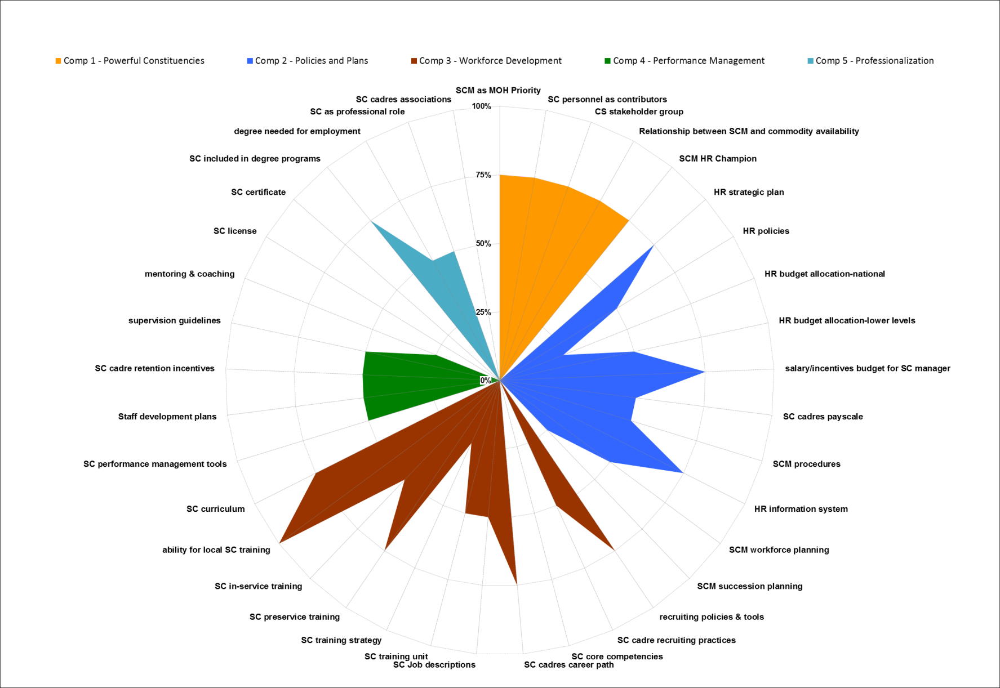 Comp 1 - Powerful Constituencies
Comp 2 - Policies and Plans
Comp 3 - Workforce Development
Comp 4 - Performance Management
Comp 5 - Professionalization
SCM as MOH Priority
SC personnel as contributors
CS stakeholder group
Relationship between SCM and commodity availability
SCM HR Champion
HR strategic plan
HR policies
HR budget allocation-national
HR budget allocation-lower levels
salary/incentives budget for SC manager
SC cadres payscale
SCM procedures
HR information system
SCM workforce planning
SCM succession planning
recruiting policies & tools
SC cadre recruiting practices
SC core competencies
SC cadres career path
SC Job descriptions
SC training unit
SC training strategy
SC preservice training
SC in-service training
ability for local SC training
SC curriculum
SC performance management tools
Staff development plans
SC cadre retention incentives
supervision guidelines
mentoring & coaching
SC license
SC certificate
SC included in degree programs
degree needed for employment
SC as professional role
SC cadres associations
100%
75%
50%
25%
0%